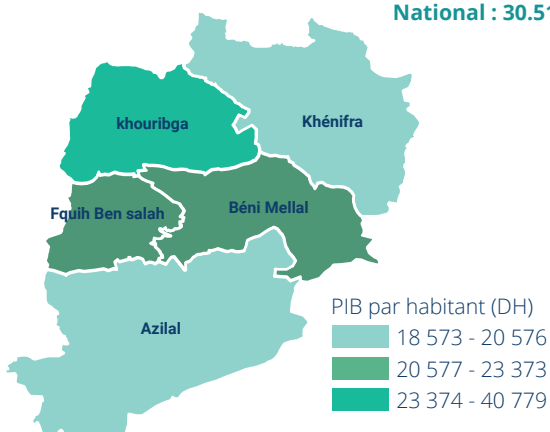 National : 30.51
khouribga
Khénifra
Fquih Ben salah
Béni Mellal
Azilal
PIB par habitant (DH)
18 573 - 20 576
20 577 - 23 373
23 374 - 40 779